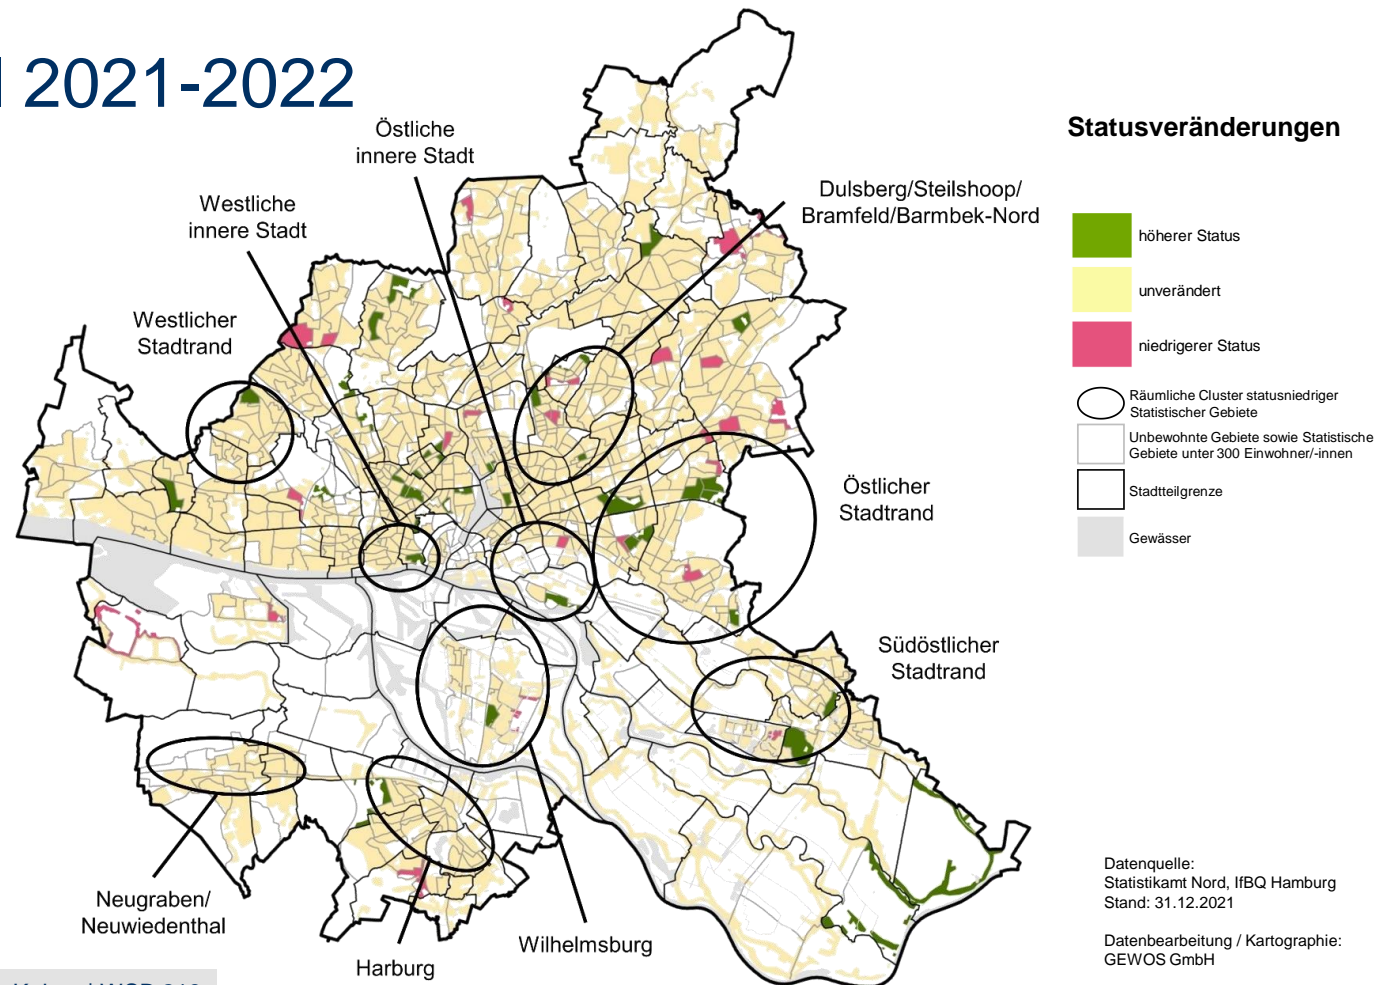 2021-2022
Östliche
innere Stadt
Westliche
innere Stadt
Westlicher
Stadtrand
Dulsberg/Steilshoop/
Bramfeld/Barmbek-Nord
Östlicher
Stadtrand
Südöstlicher
Stadtrand
Neugraben/
Neuwiedenthal
Harburg
Wilhelmsburg
Statusveränderungen
höherer Status
unverändert
niedrigerer Status
Räumliche Cluster statusniedriger
Statistischer Gebiete
Unbewohnte Gebiete sowie Statistische
Gebiete unter 300 Einwohner/-innen
Stadtteilgrenze
Gewässer
Datenquelle:
Statistikamt Nord, IfBQ Hamburg
Stand: 31.12.2021
Datenbearbeitung / Kartographie:
GEWOS GmbH